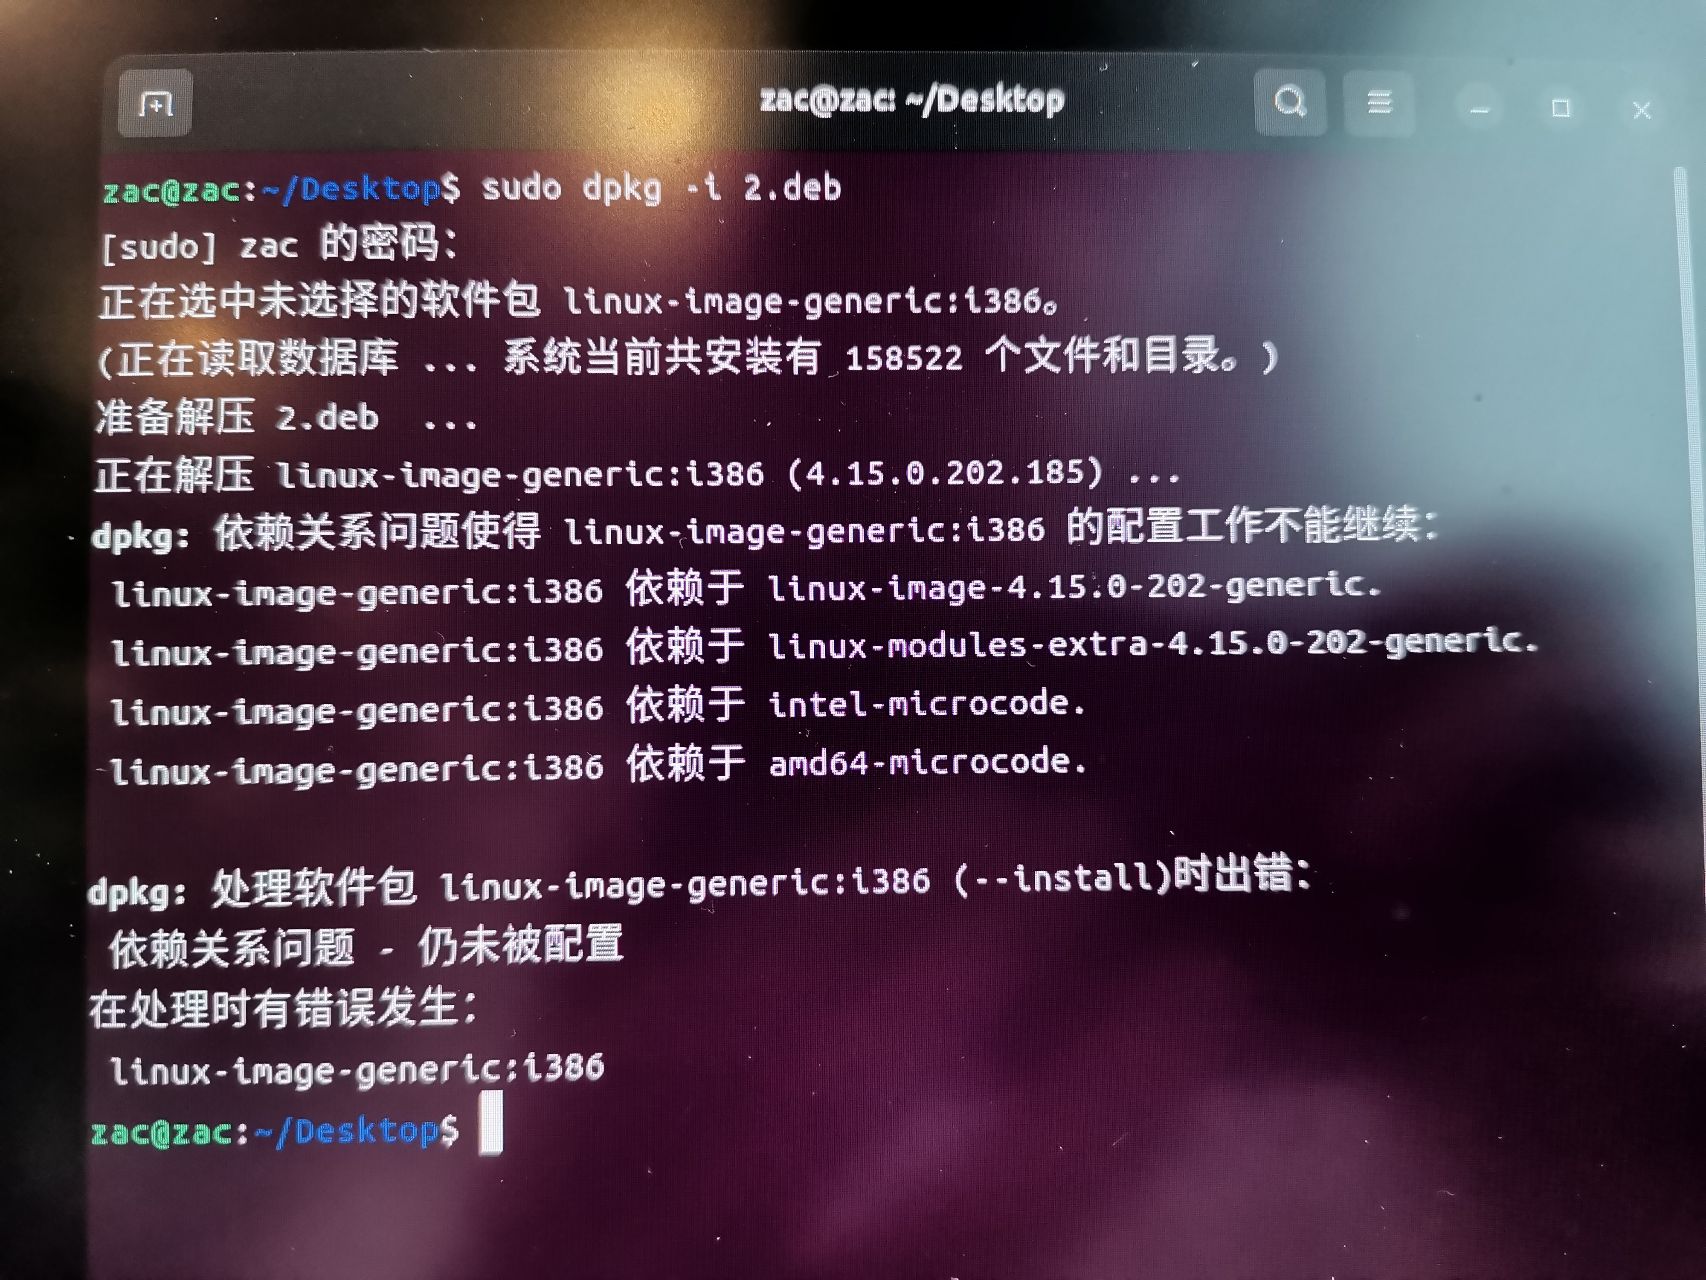 zac@zac: ~/Desktop
zac@zac:~/Desktop$ sudo dpkg -i 2.deb
[sudo] zac 的密码：
正在选中未选择的软件包 linux-image-generic:i386。
(正在读取数据库 ... 系统当前共安装有 158522 个文件和目录。)
准备解压 2.deb  ...
正在解压 linux-image-generic:i386 (4.15.0.202.185) ...
dpkg: 依赖关系问题使得 linux-image-generic:i386 的配置工作不能继续：
 linux-image-generic:i386 依赖于 linux-image-4.15.0-202-generic.
 linux-image-generic:i386 依赖于 linux-modules-extra-4.15.0-202-generic.
 linux-image-generic:i386 依赖于 intel-microcode.
 linux-image-generic:i386 依赖于 amd64-microcode.
dpkg: 处理软件包 linux-image-generic:i386 (--install)时出错：
 依赖关系问题 - 仍未被配置
在处理时有错误发生：
 linux-image-generic:i386
zac@zac:~/Desktop$